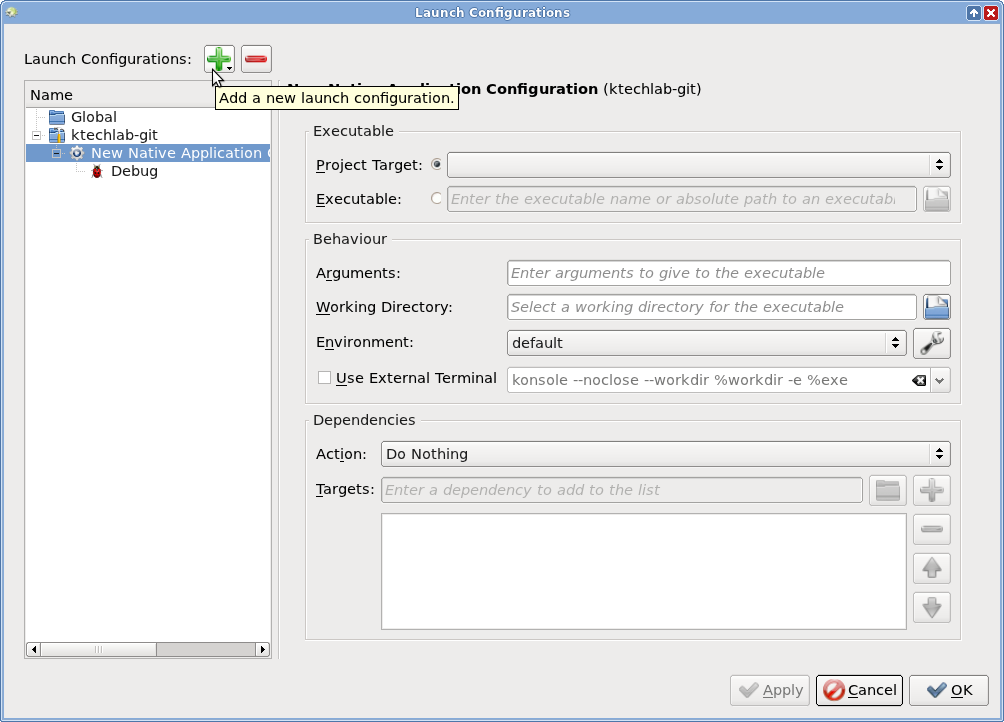 Launch Configurations
Launch Configurations:
Name
Add a new launch configuration.
Configuration (ktechlab-git)
Global
ktechlab-git
New Native Application
Debug
Executable
Project Target:
Executable: Enter the executable name or absolute path to an executabl
Behaviour
Arguments: Enter arguments to give to the executable
Working Directory: Select a working directory for the executable
Environment: default
Use External Terminal konsole --noclose --workdir %workdir -e %exe
Dependencies
Action: Do Nothing
Targets: Enter a dependency to add to the list
Apply Cancel OK